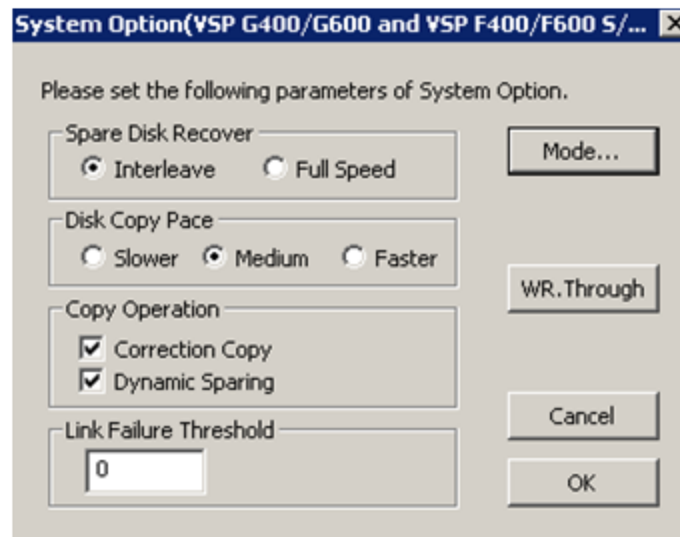 System Option(VSP G400/G600 and VSP F400/F600 S/...
Please set the following parameters of System Option.
Spare Disk Recover
Interleave Full Speed
Mode...
Disk Copy Pace
Slower Medium Faster
WR.Through
Copy Operation
Correction Copy
Dynamic Sparing
Cancel
Link Failure Threshold
0
OK